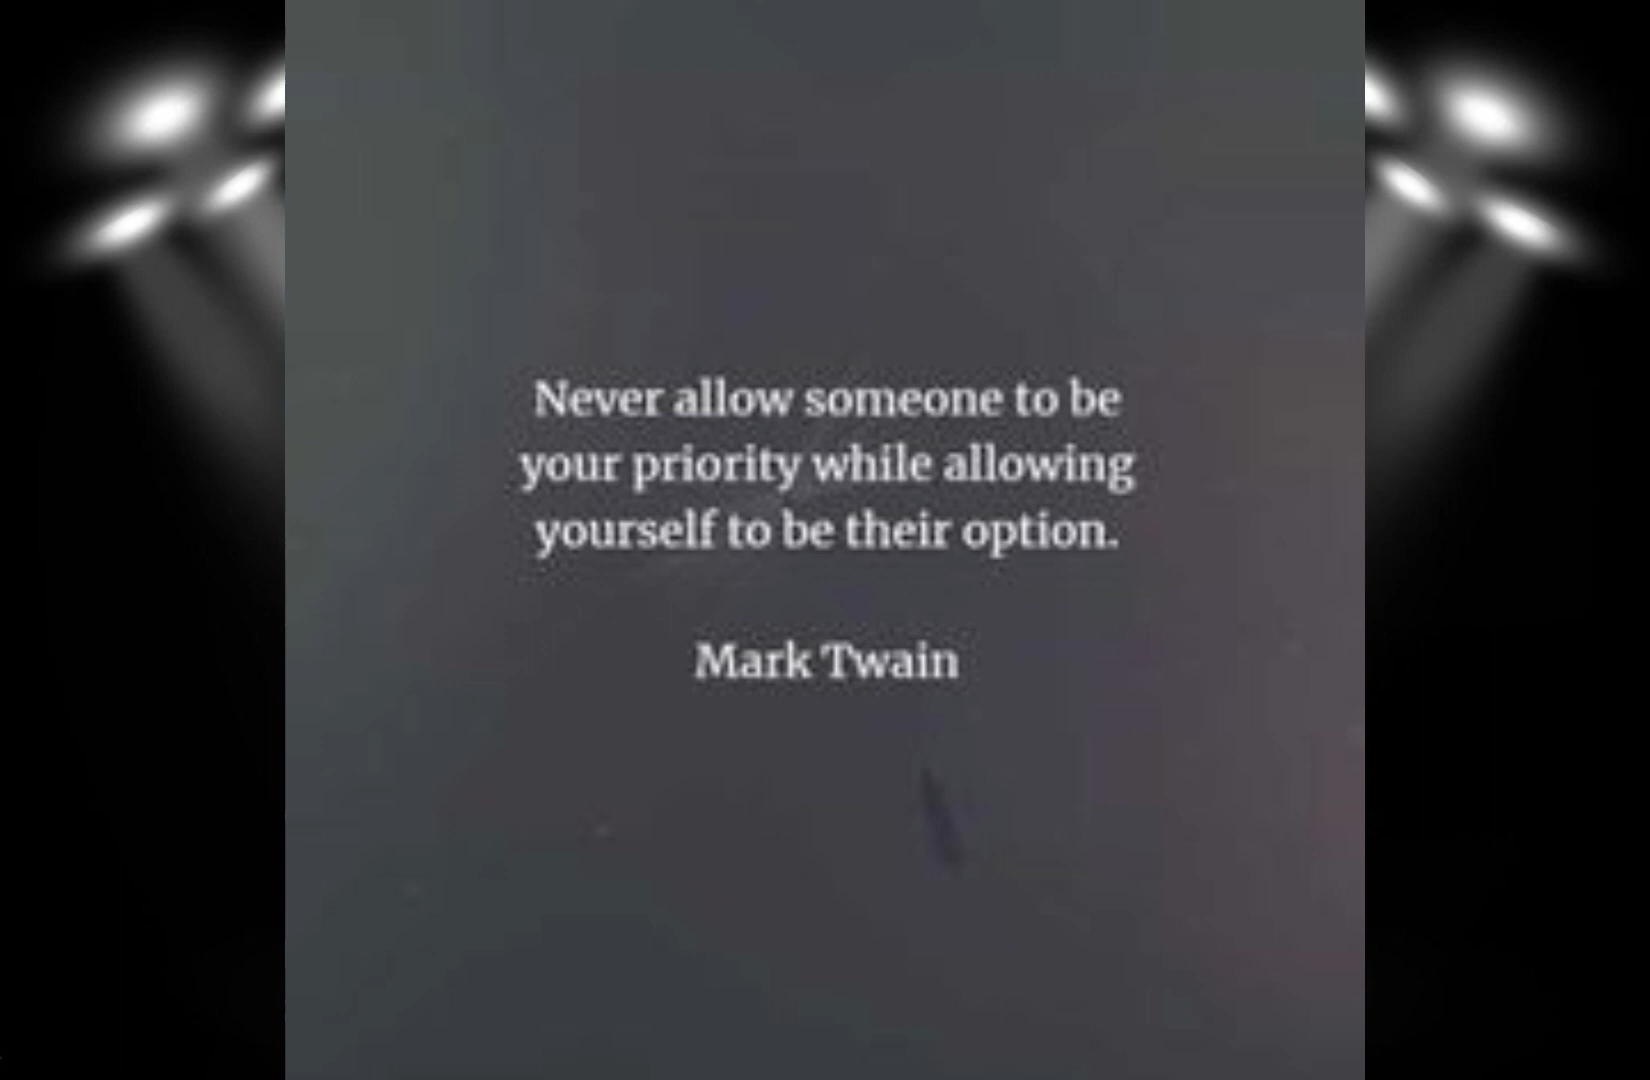 Never allow someone to be
your priority while allowing
yourself to be their option.
Mark Twain